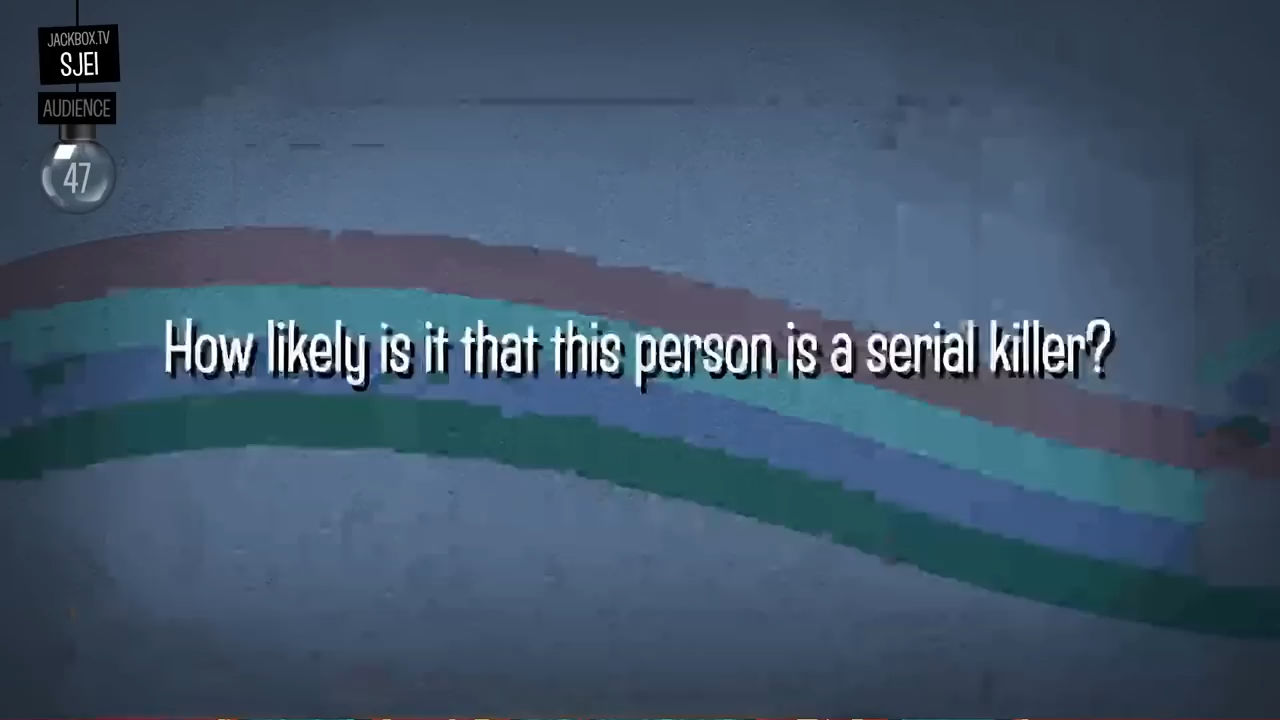 JACKBOX.TV
SJEI
AUDIENCE
47
How likely is it that this person is a serial killer?